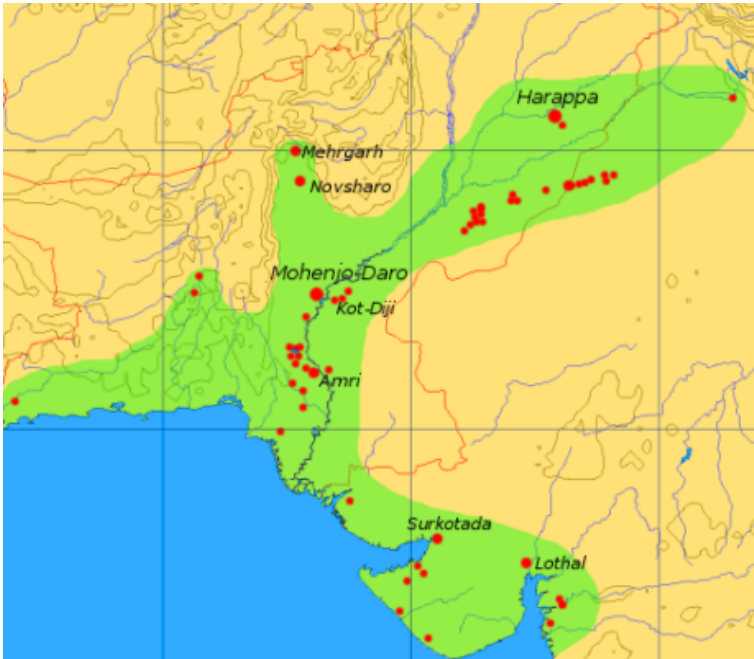 Harappa
Mehrgarh
Novsharo
Mohenjo-Daro
Kot-Diji
Amri
Surkotada
Lothal